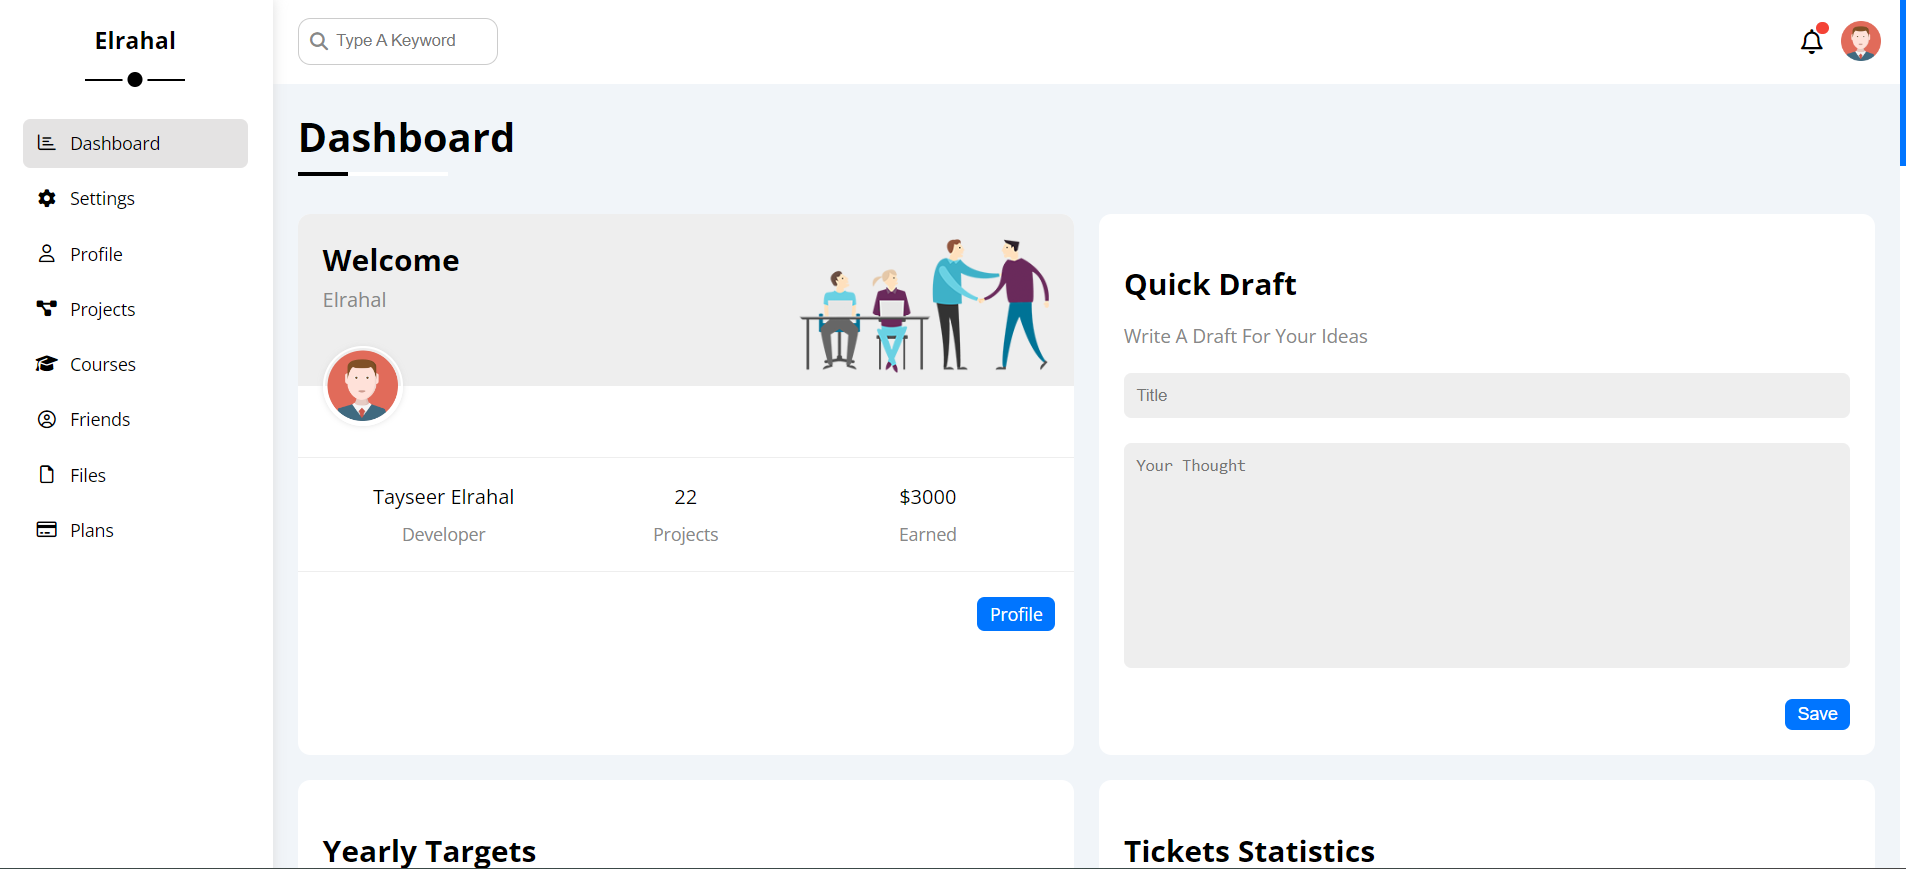 Elrahal
Type A Keyword
Dashboard
Settings
Profile
Projects
Courses
Friends
Files
Plans
Dashboard
Welcome
Elrahal
Tayseer Elrahal
Developer
22
Projects
$3000
Earned
Profile
Quick Draft
Write A Draft For Your Ideas
Title
Your Thought
Save
Yearly Targets
Tickets Statistics